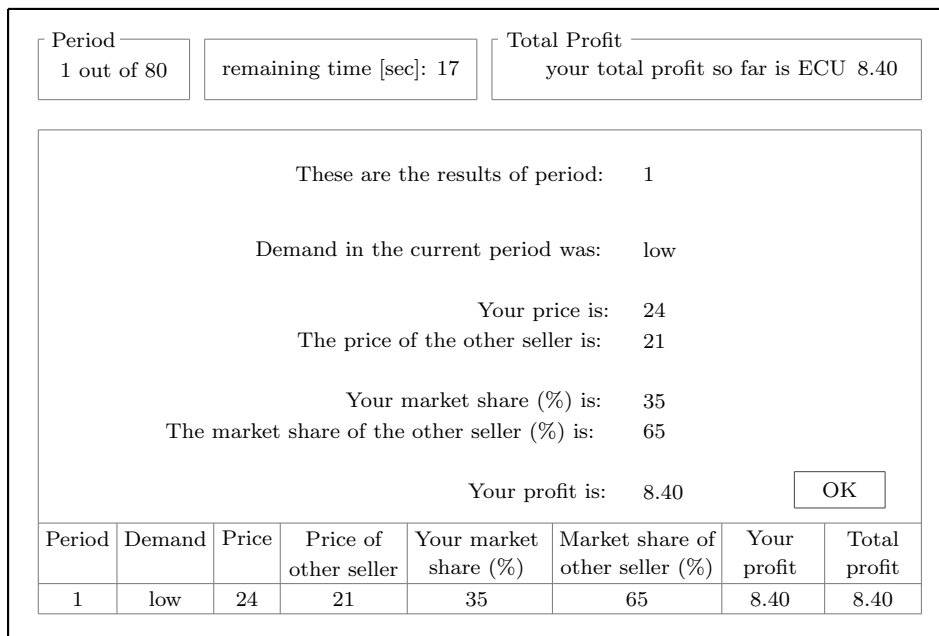 Period
1 out of 80
remaining time [sec]: 17
Total Profit
your total profit so far is ECU 8.40
These are the results of period: 1
Demand in the current period was: low
Your price is: 24
The price of the other seller is: 21
Your market share (%) is: 35
The market share of the other seller (%) is: 65
Your profit is: 8.40
OK
Period Demand Price Price of other seller Your market share (%) Market share of other seller (%) Your profit Total profit
1 low 24 21 35 65 8.40 8.40